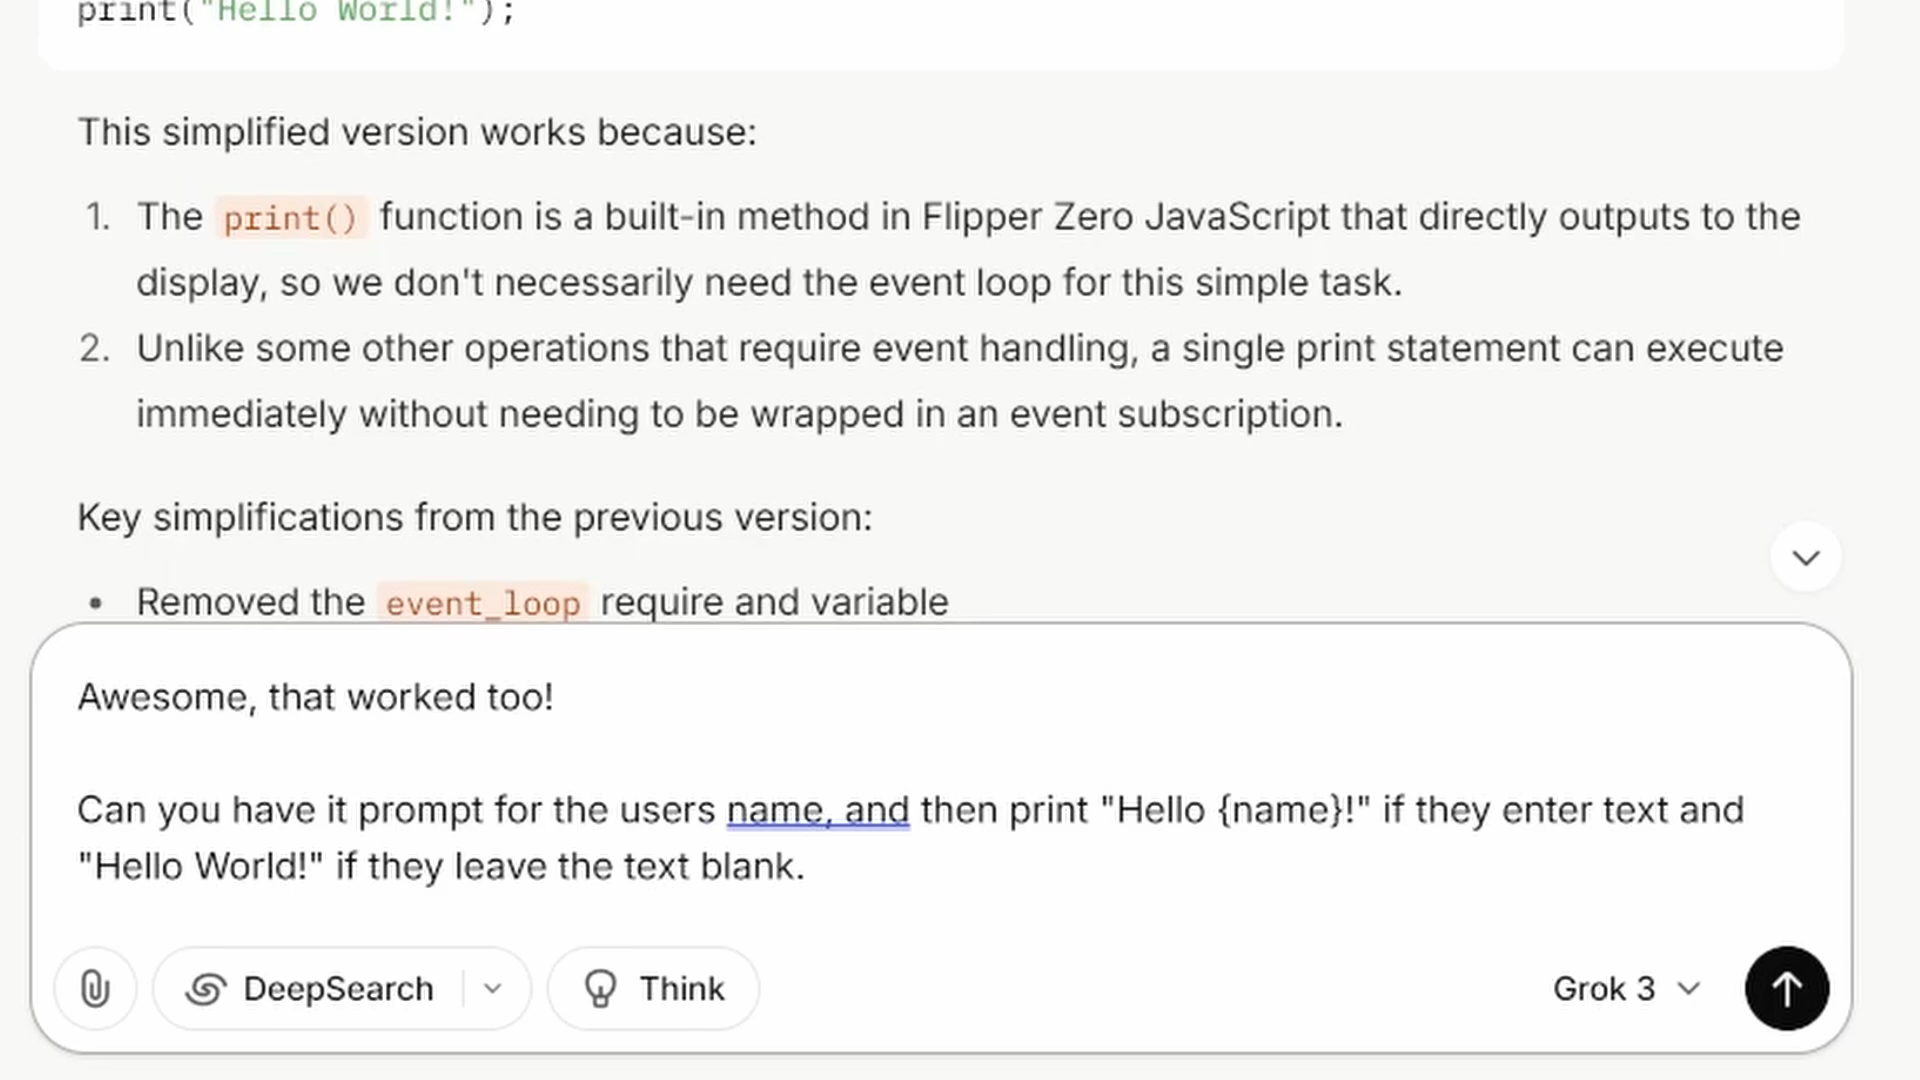 print("Hello World!");
This simplified version works because:
1. The print() function is a built-in method in Flipper Zero JavaScript that directly outputs to the
display, so we don't necessarily need the event loop for this simple task.
2. Unlike some other operations that require event handling, a single print statement can execute
immediately without needing to be wrapped in an event subscription.
Key simplifications from the previous version:
• Removed the event_loop require and variable
Awesome, that worked too!
Can you have it prompt for the users name, and then print "Hello {name}!" if they enter text and
"Hello World!" if they leave the text blank.
DeepSearch Think Grok 3